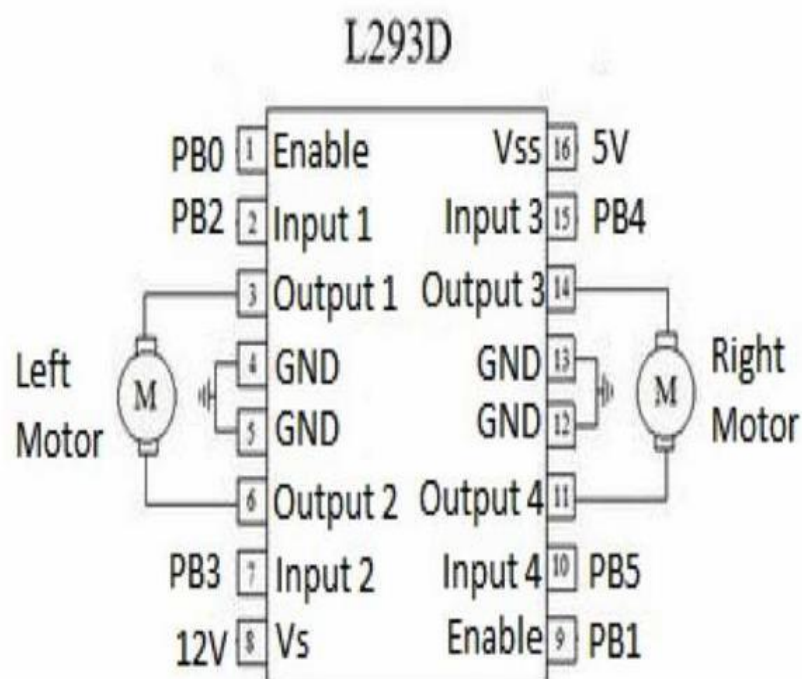 L293D
PB0 1 Enable Vss 16 5V
PB2 2 Input 1 Input 3 15 PB4
3 Output 1 Output 3 14
Left Motor M 4 GND GND 13 M Right Motor
5 GND GND 12
6 Output 2 Output 4 11
PB3 7 Input 2 Input 4 10 PB5
12V 8 Vs Enable 9 PB1